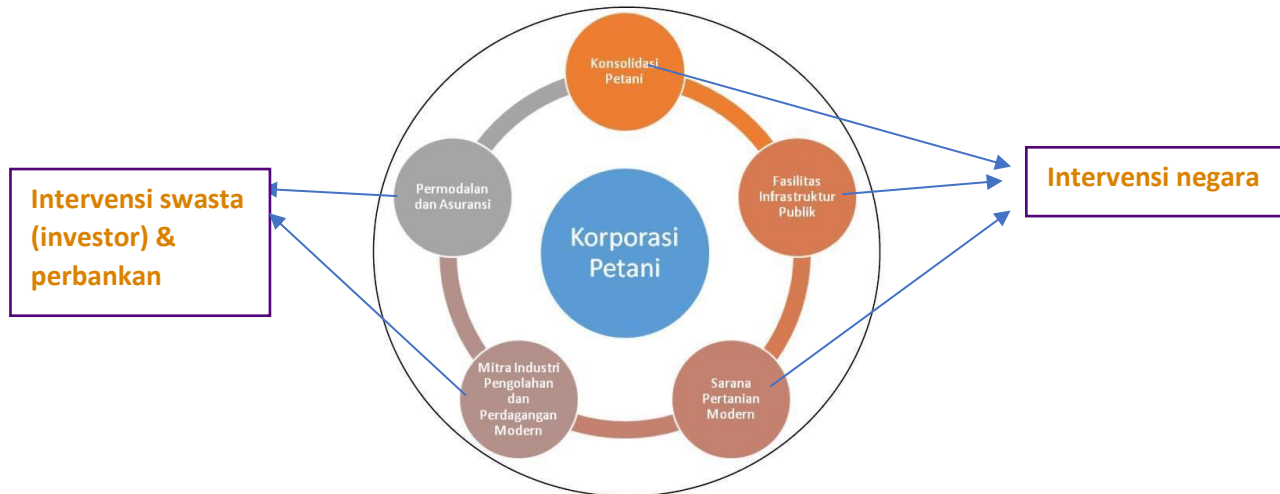 Konsolidasi
Petani
Permodalan
dan Asuransi
Fasilitas
Infrastruktur
Publik
Intervensi swasta
(investor) &
perbankan
Intervensi negara
Korporasi
Petani
Mitra Industri
Pengolahan
dan
Perdagangan
Modern
Sarana
Pertanian
Modern